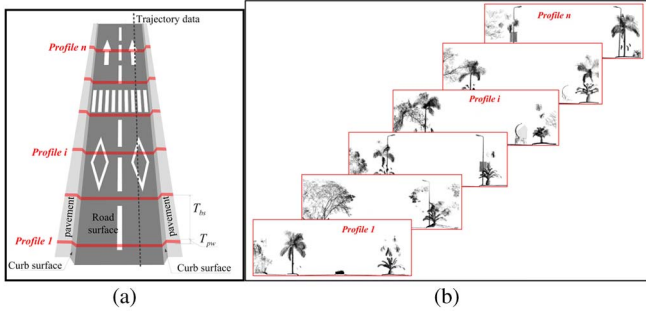 Trajectory data
Profile n
Profile i
Profile 1
pavement
Road
surface
pavement
T_bs
T_pw
Curb surface
Curb surface
(a)
Profile n
Profile i
Profile 1
(b)